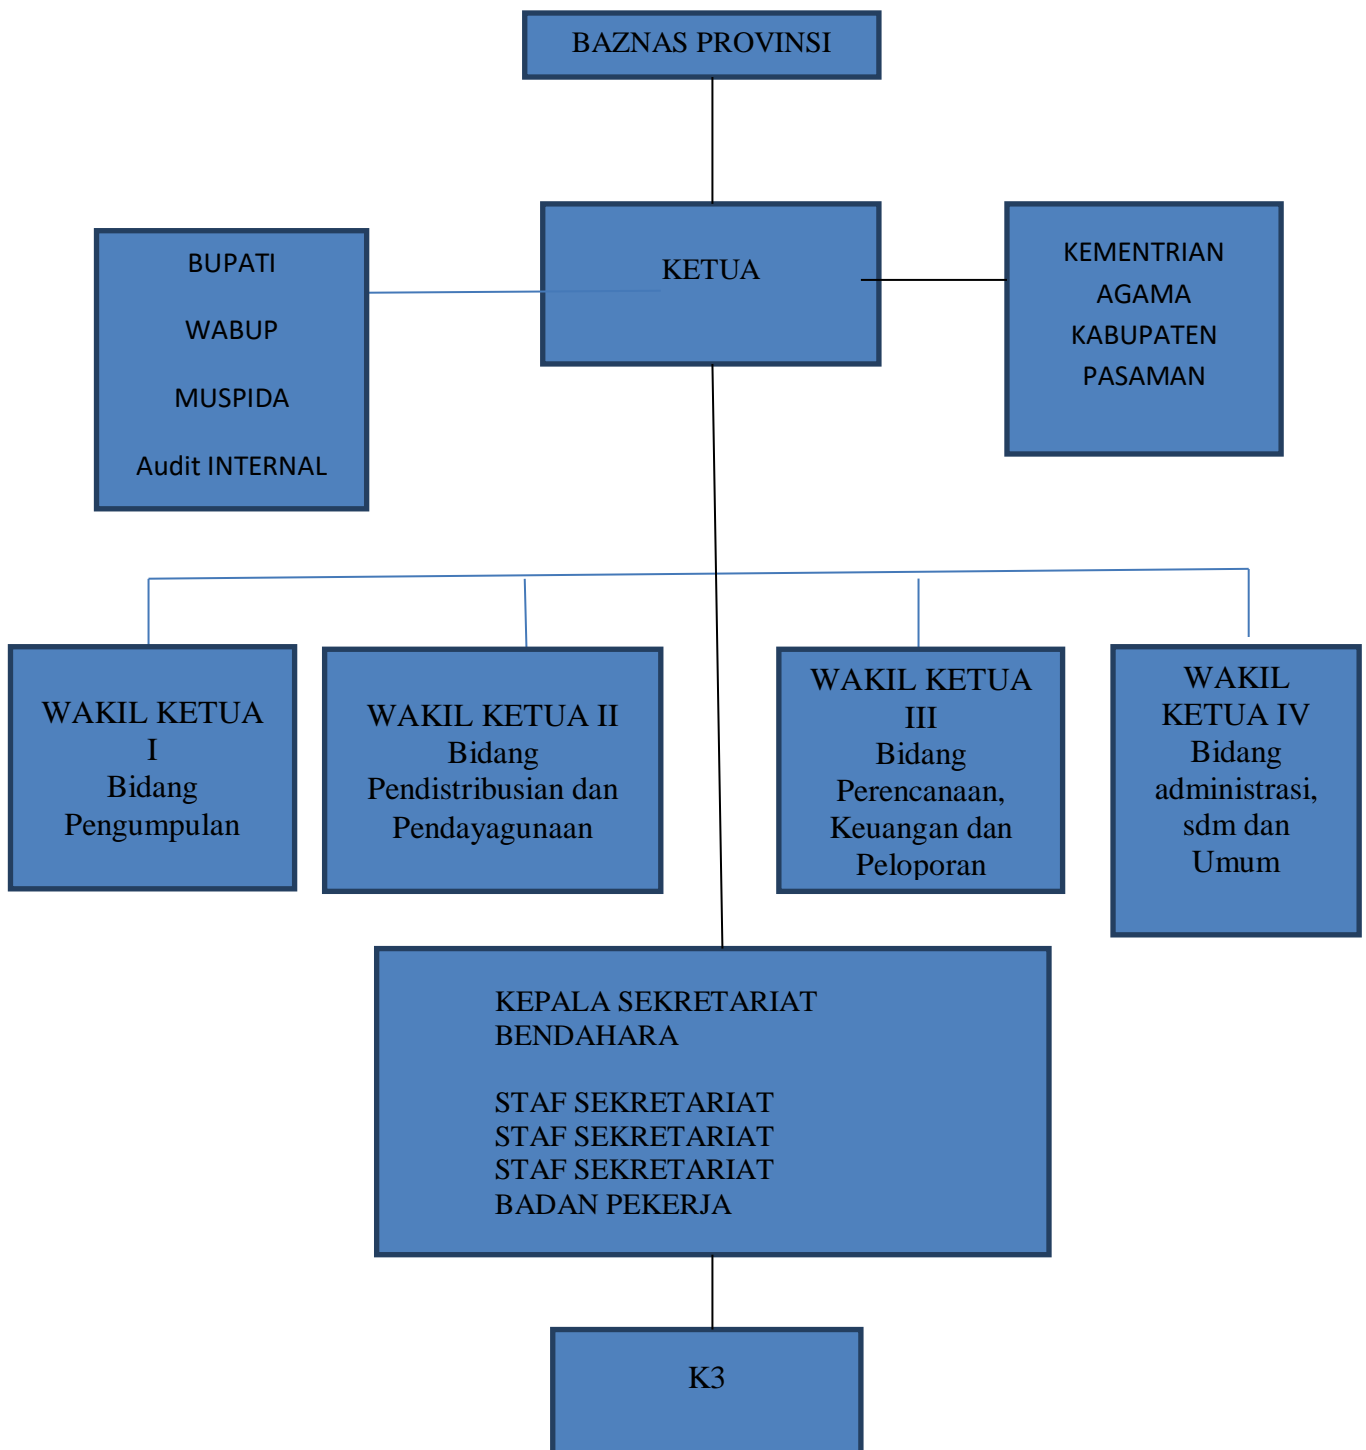 BAZNAS PROVINSI
KETUA
BUPATI
WABUP
MUSPIDA
Audit INTERNAL
KEMENTRIAN
AGAMA
KABUPATEN
PASAMAN
WAKIL KETUA
I
Bidang
Pengumpulan
WAKIL KETUA II
Bidang
Pendistribusian dan
Pendayagunaan
WAKIL KETUA
III
Bidang
Perencanaan,
Keuangan dan
Peloporan
WAKIL
KETUA IV
Bidang
administrasi,
sdm dan
Umum
KEPALA SEKRETARIAT
BENDAHARA
STAF SEKRETARIAT
STAF SEKRETARIAT
STAF SEKRETARIAT
BADAN PEKERJA
K3